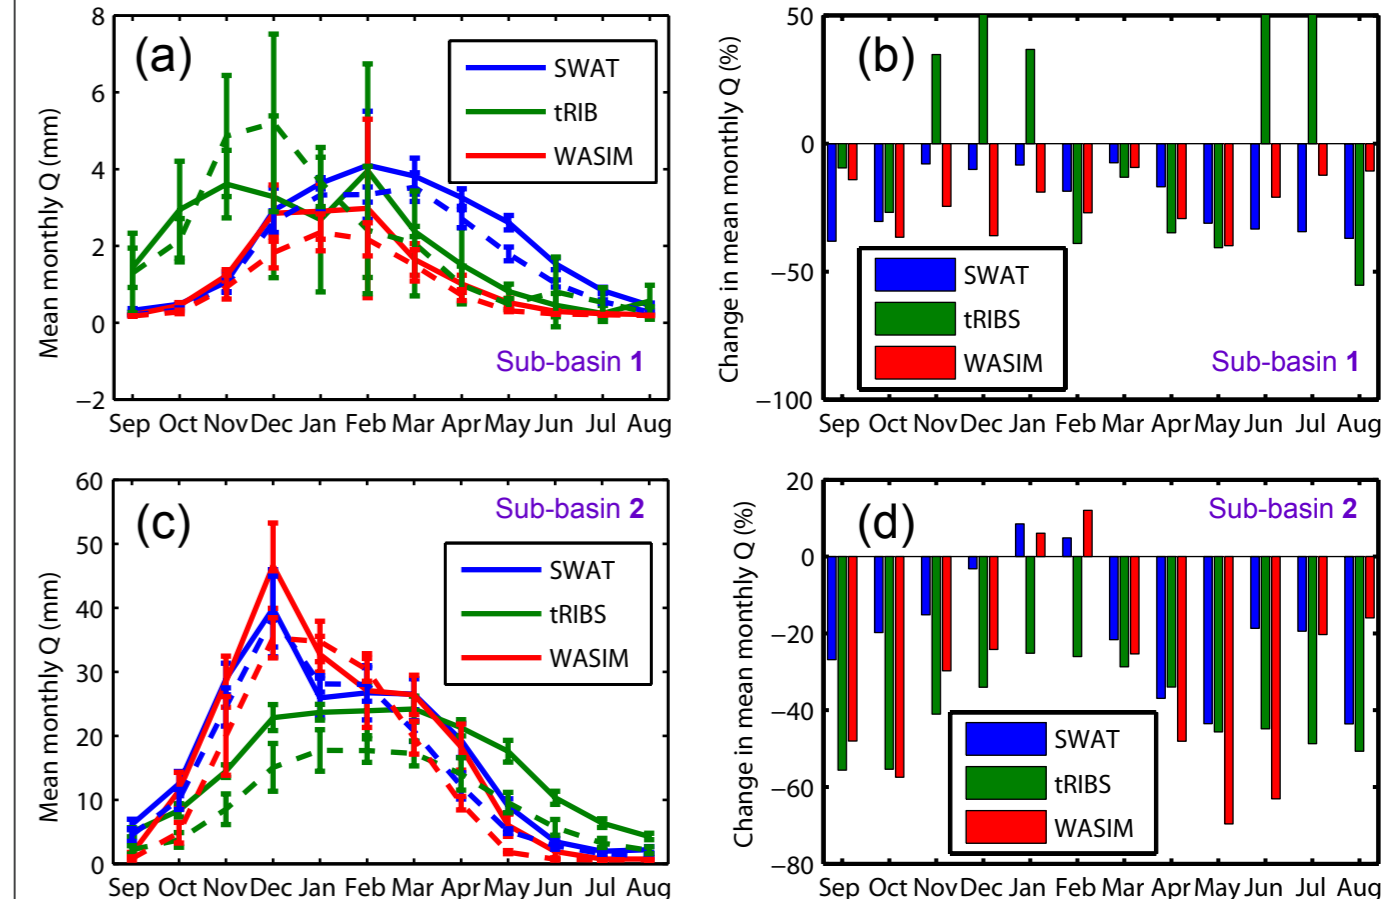 (a)
SWAT
tRIB
WASIM
Sub-basin 1
Mean monthly Q (mm)
8
6
4
2
0
−2
Sep Oct Nov Dec Jan Feb Mar Apr May Jun Jul Aug
(b)
SWAT
tRIBS
WASIM
Sub-basin 1
Change in mean monthly Q (%)
50
0
−50
−100
Sep Oct Nov Dec Jan Feb Mar Apr May Jun Jul Aug
(c)
Sub-basin 2
SWAT
tRIBS
WASIM
Mean monthly Q (mm)
60
50
40
30
20
10
0
Sep Oct Nov Dec Jan Feb Mar Apr May Jun Jul Aug
(d)
Sub-basin 2
SWAT
tRIBS
WASIM
Change in mean monthly Q (%)
20
0
−20
−40
−60
−80
Sep Oct Nov Dec Jan Feb Mar Apr May Jun Jul Aug